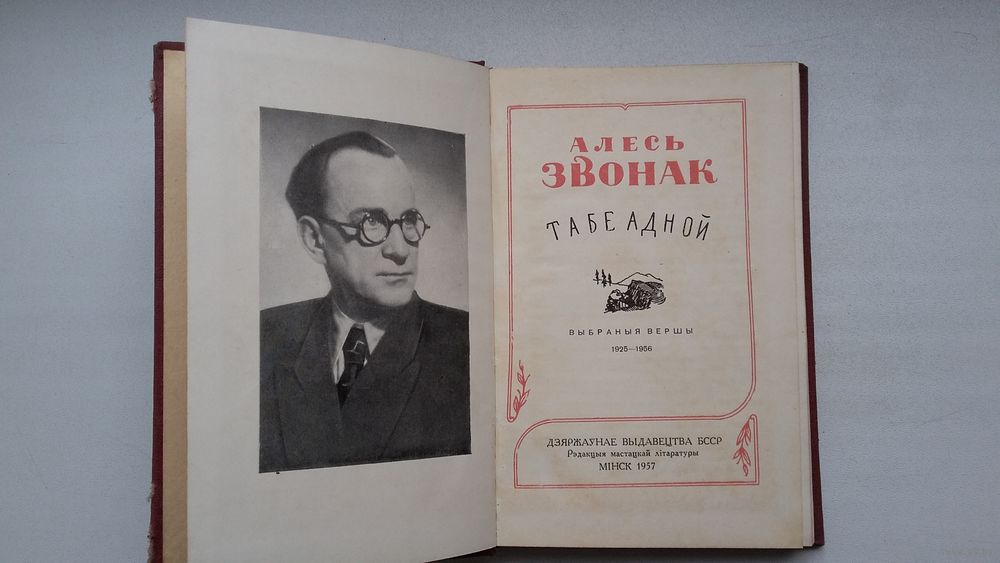 АЛЕСЬ
ЗВОНАК
ТАБЕ АДНОЙ
ВЫБРАНЫЯ ВЕРШЫ
1925—1956
ДЗЯРЖАУНАЕ ВЫДАВЕЦТВА БССР
Рэдакцыя мастацкай літаратуры
МІНСК 1957